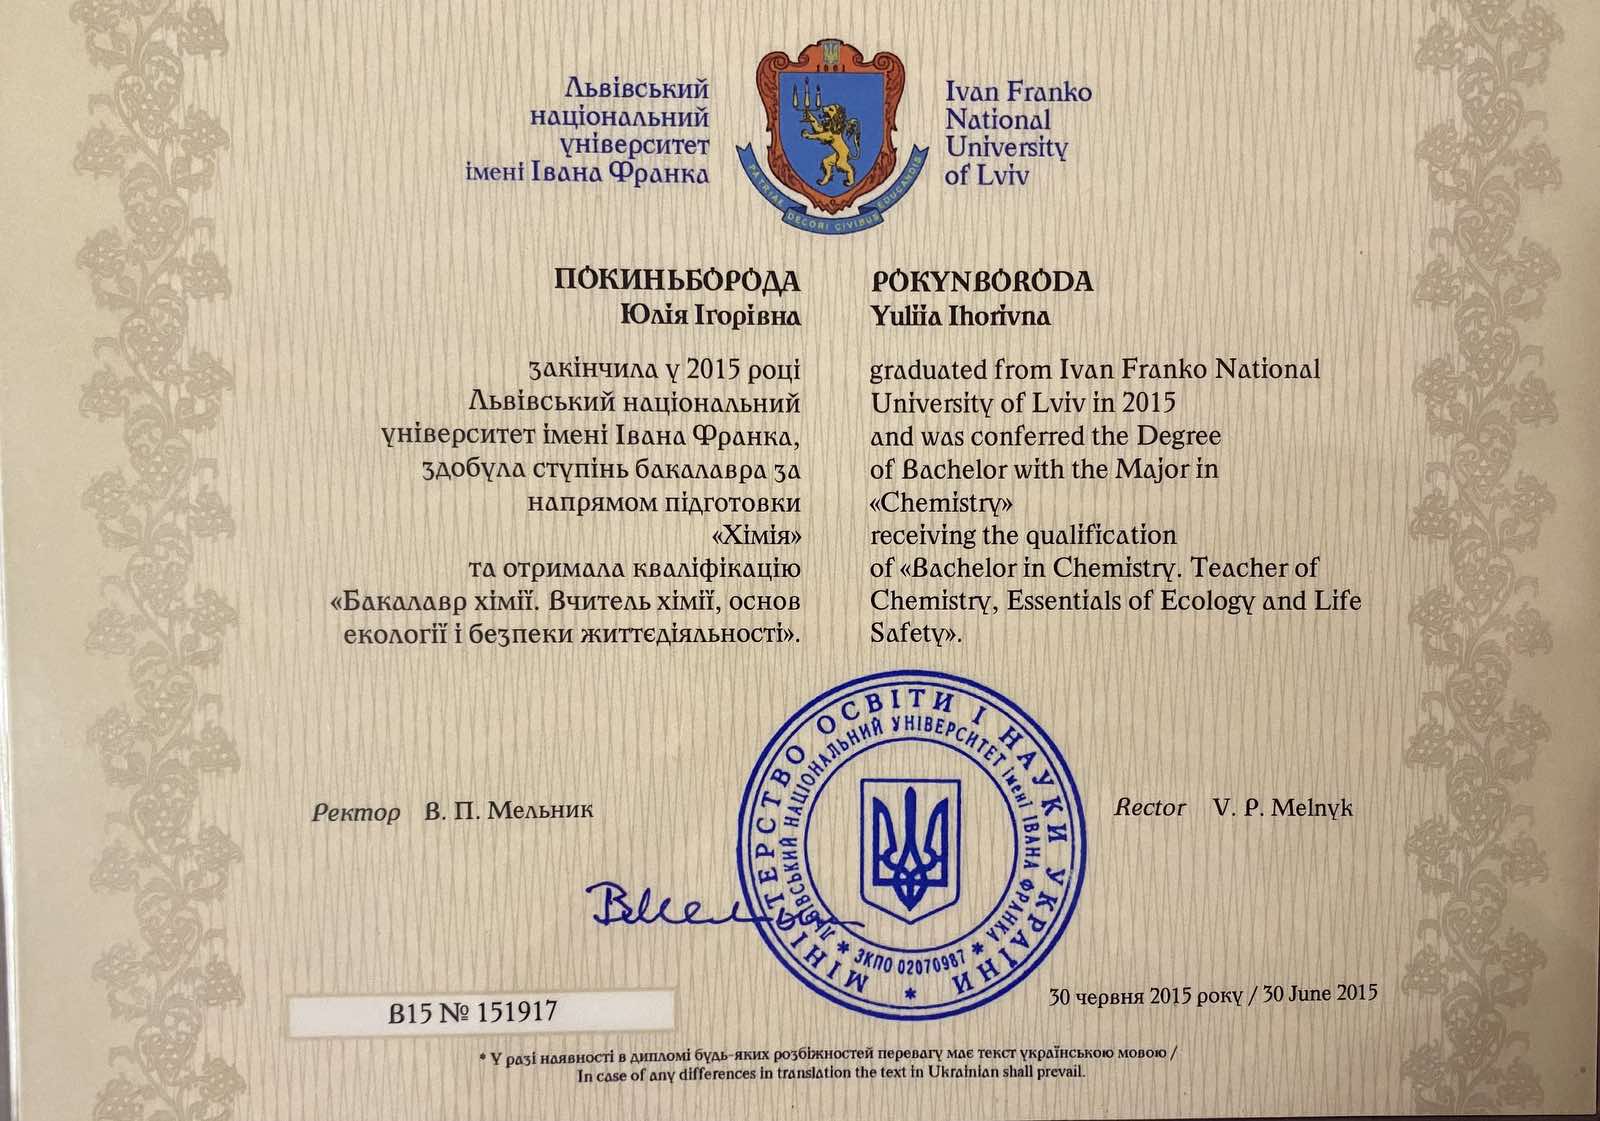 Львівський
національний
університет
імені Івана Франка
1661
PATRIAE DECORI CIVIBUS EDUCANDIS
Ivan Franko
National
University
of Lviv
ПОКИНЬБОРОДА
Юлія Ігорівна
закінчила у 2015 році
Львівський національний
університет імені Івана Франка,
здобула ступінь бакалавра за
напрямом підготовки
«Хімія»
та отримала кваліфікацію
«Бакалавр хімії. Вчитель хімії, основ
екології і безпеки життєдіяльності».
POKYNBORODA
Yuliia Ihorivna
graduated from Ivan Franko National
University of Lviv in 2015
and was conferred the Degree
of Bachelor with the Major in
«Chemistry»
receiving the qualification
of «Bachelor in Chemistry. Teacher of
Chemistry, Essentials of Ecology and Life
Safety».
Ректор В. П. Мельник
МІНІСТЕРСТВО ОСВІТИ І НАУКИ УКРАЇНИ *
ЛЬВІВСЬКИЙ НАЦІОНАЛЬНИЙ УНІВЕРСИТЕТ імені ІВАНА ФРАНКА
* ЗКПО 02070987 *
Rector V. P. Melnyk
В15 № 151917
30 червня 2015 року / 30 June 2015
* У разі наявності в дипломі будь-яких розбіжностей перевагу має текст українською мовою /
In case of any differences in translation the text in Ukrainian shall prevail.